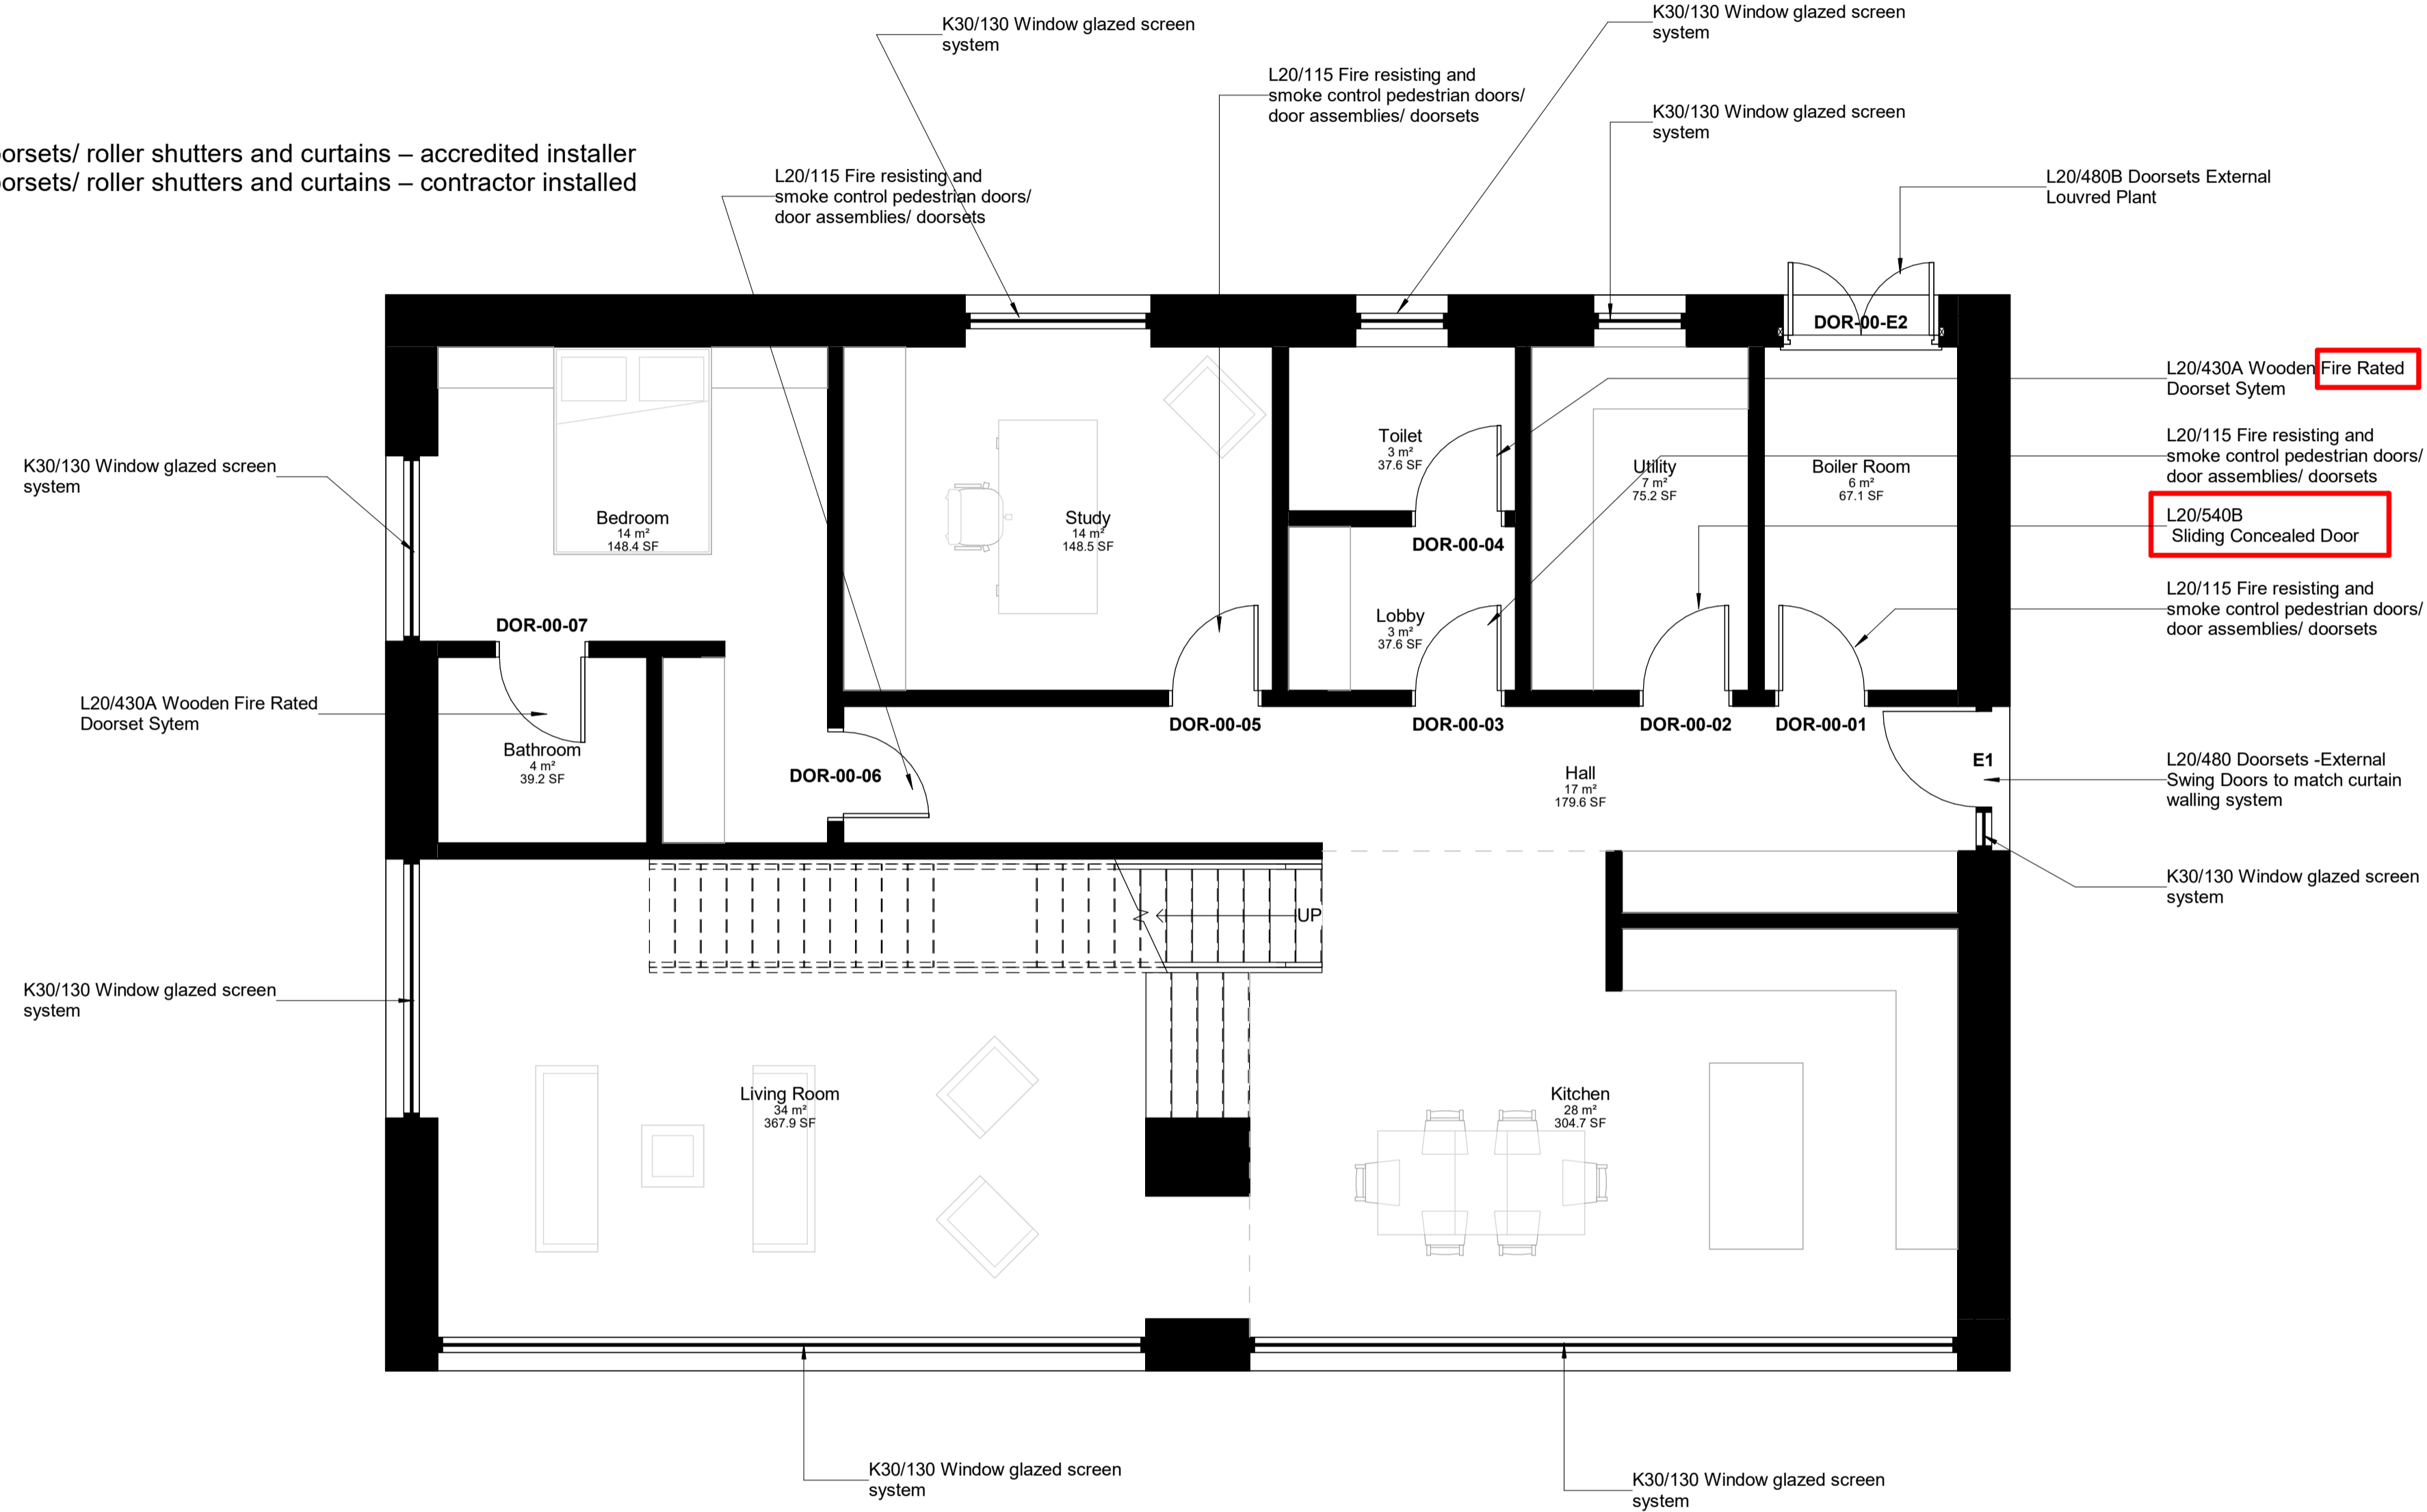 K30/130 Window glazed screen
system
K30/130 Window glazed screen
system
L20/115 Fire resisting and
smoke control pedestrian doors/
door assemblies/ doorsets
K30/130 Window glazed screen
system
orsets/ roller shutters and curtains – accredited installer
orsets/ roller shutters and curtains – contractor installed
L20/115 Fire resisting and
smoke control pedestrian doors/
door assemblies/ doorsets
L20/480B Doorsets External
Louvred Plant
DOR-00-E2
L20/430A Wooden Fire Rated
Doorset Sytem
L20/115 Fire resisting and
smoke control pedestrian doors/
door assemblies/ doorsets
L20/540B
Sliding Concealed Door
L20/115 Fire resisting and
smoke control pedestrian doors/
door assemblies/ doorsets
K30/130 Window glazed screen
system
Bedroom
14 m²
148.4 SF
Study
14 m²
148.5 SF
Toilet
3 m²
37.6 SF
Utility
7 m²
75.2 SF
Boiler Room
6 m²
67.1 SF
DOR-00-04
Lobby
3 m²
37.6 SF
DOR-00-07
L20/430A Wooden Fire Rated
Doorset Sytem
DOR-00-05
DOR-00-03
DOR-00-02
DOR-00-01
Bathroom
4 m²
39.2 SF
DOR-00-06
Hall
17 m²
179.6 SF
E1
L20/480 Doorsets -External
Swing Doors to match curtain
walling system
K30/130 Window glazed screen
system
UP
K30/130 Window glazed screen
system
Living Room
34 m²
367.9 SF
Kitchen
28 m²
304.7 SF
K30/130 Window glazed screen
system
K30/130 Window glazed screen
system